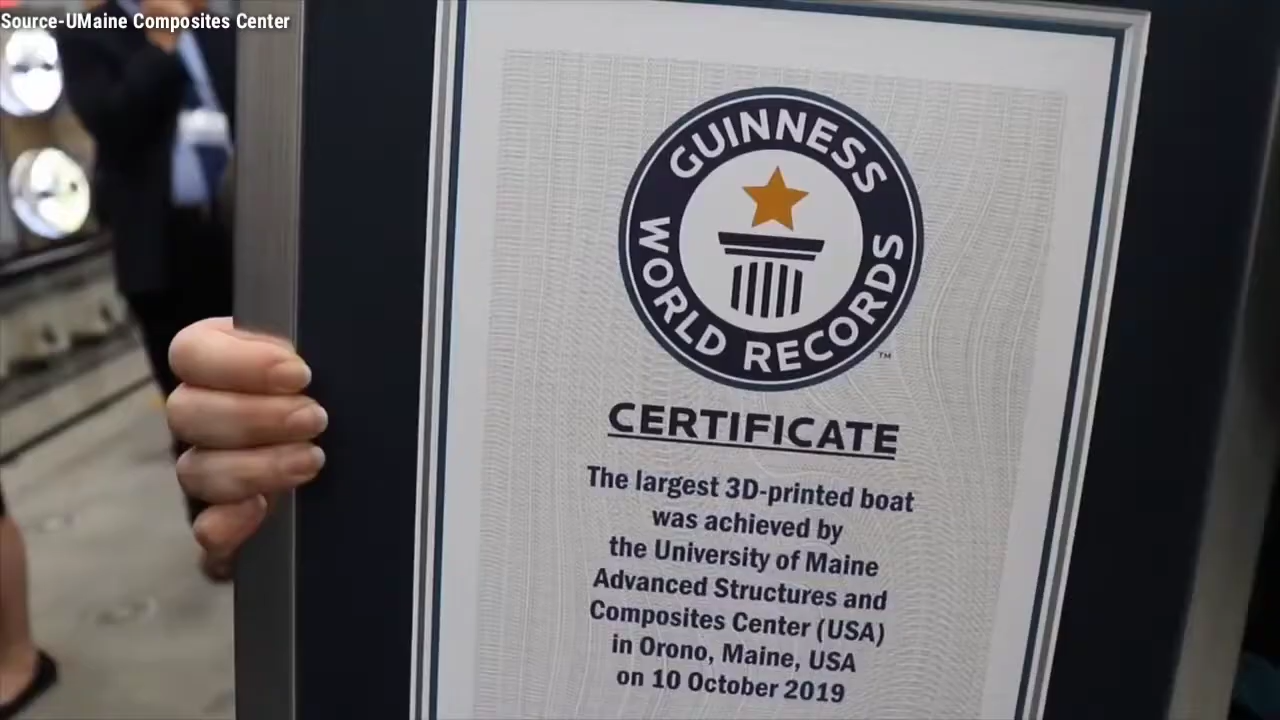 Source-UMaine Composites Center
GUINNESS
WORLD RECORDS
TM
CERTIFICATE
The largest 3D-printed boat
was achieved by
the University of Maine
Advanced Structures and
Composites Center (USA)
in Orono, Maine, USA
on 10 October 2019